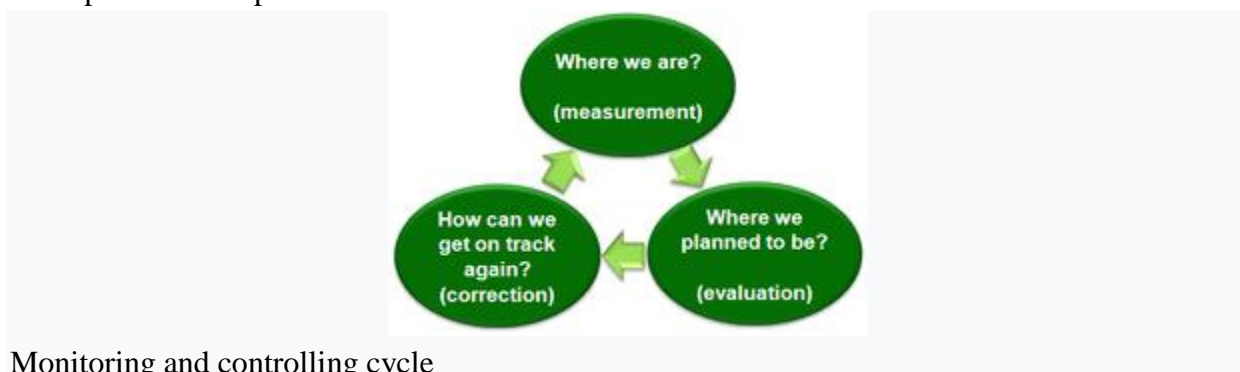 Where we are?
(measurement)
How can we
get on track
again?
(correction)
Where we
planned to be?
(evaluation)
Monitoring and controlling cycle